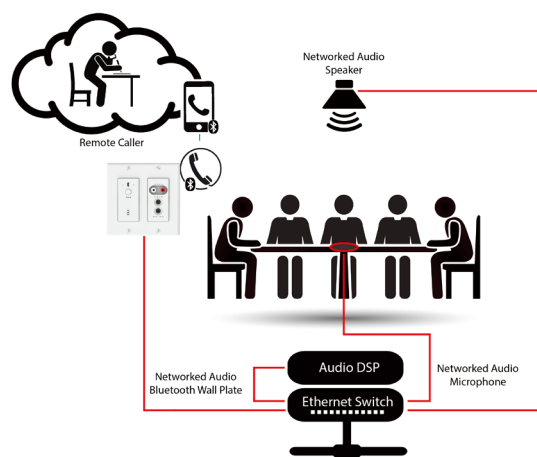 Networked Audio
Speaker
Remote Caller
Audio DSP
Networked Audio
Bluetooth Wall Plate
Networked Audio
Microphone
Ethernet Switch